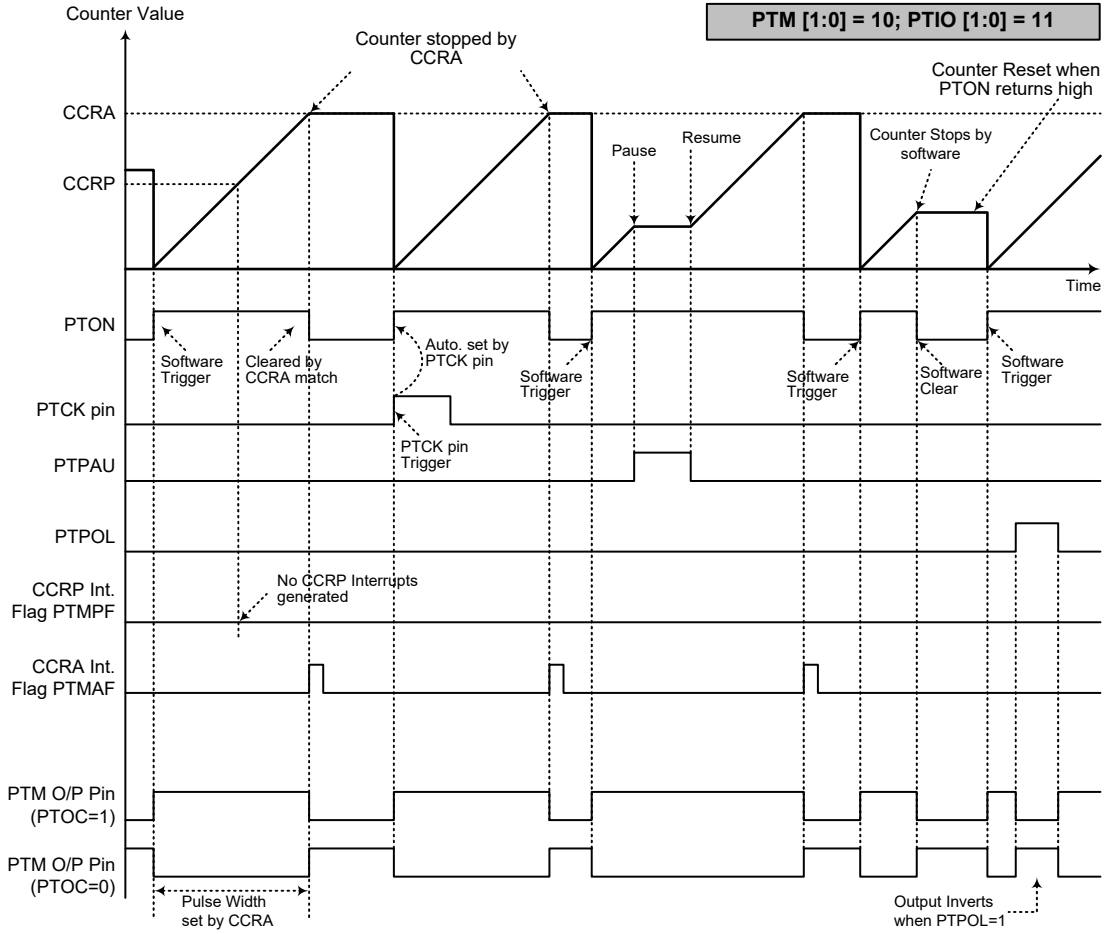 Counter Value
PTM [1:0] = 10; PTIO [1:0] = 11
Counter stopped by
CCRA
Counter Reset when
PTON returns high
CCRA
Pause
Resume
Counter Stops by
software
CCRP
Time
PTON
Software
Trigger
Cleared by
CCRA match
Auto. set by
PTCK pin
Software
Trigger
Software
Trigger
Software
Clear
Software
Trigger
PTCK pin
PTCK pin
Trigger
PTPAU
PTPOL
CCRP Int.
Flag PTMPF
No CCRP Interrupts
generated
CCRA Int.
Flag PTMAF
PTM O/P Pin
(PTOC=1)
PTM O/P Pin
(PTOC=0)
Pulse Width
set by CCRA
Output Inverts
when PTPOL=1